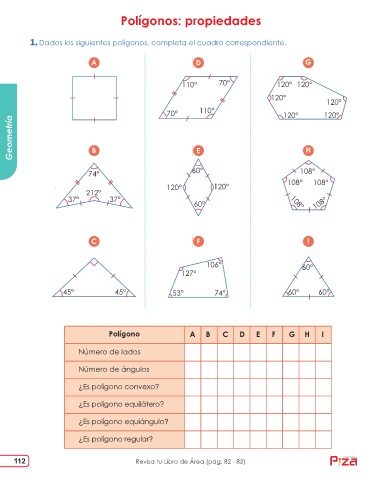 Polígonos: propiedades
1. Dados los siguientes polígonos, completa el cuadro correspondiente.
Geometría
A
D
110° 70°
70° 110°
G
120° 120°
120° 120°
120° 120°
B
74°
212°
37° 37°
E
60°
120° 120°
60°
H
108°
108° 108°
108° 108°
C
45° 45°
F
106°
127°
53° 74°
I
60°
60° 60°
Polígono A B C D E F G H I
Número de lados
Número de ángulos
¿Es polígono convexo?
¿Es polígono equilátero?
¿Es polígono equiángulo?
¿Es polígono regular?
112
Revisa tu Libro de Área (pág. 82 - 83)